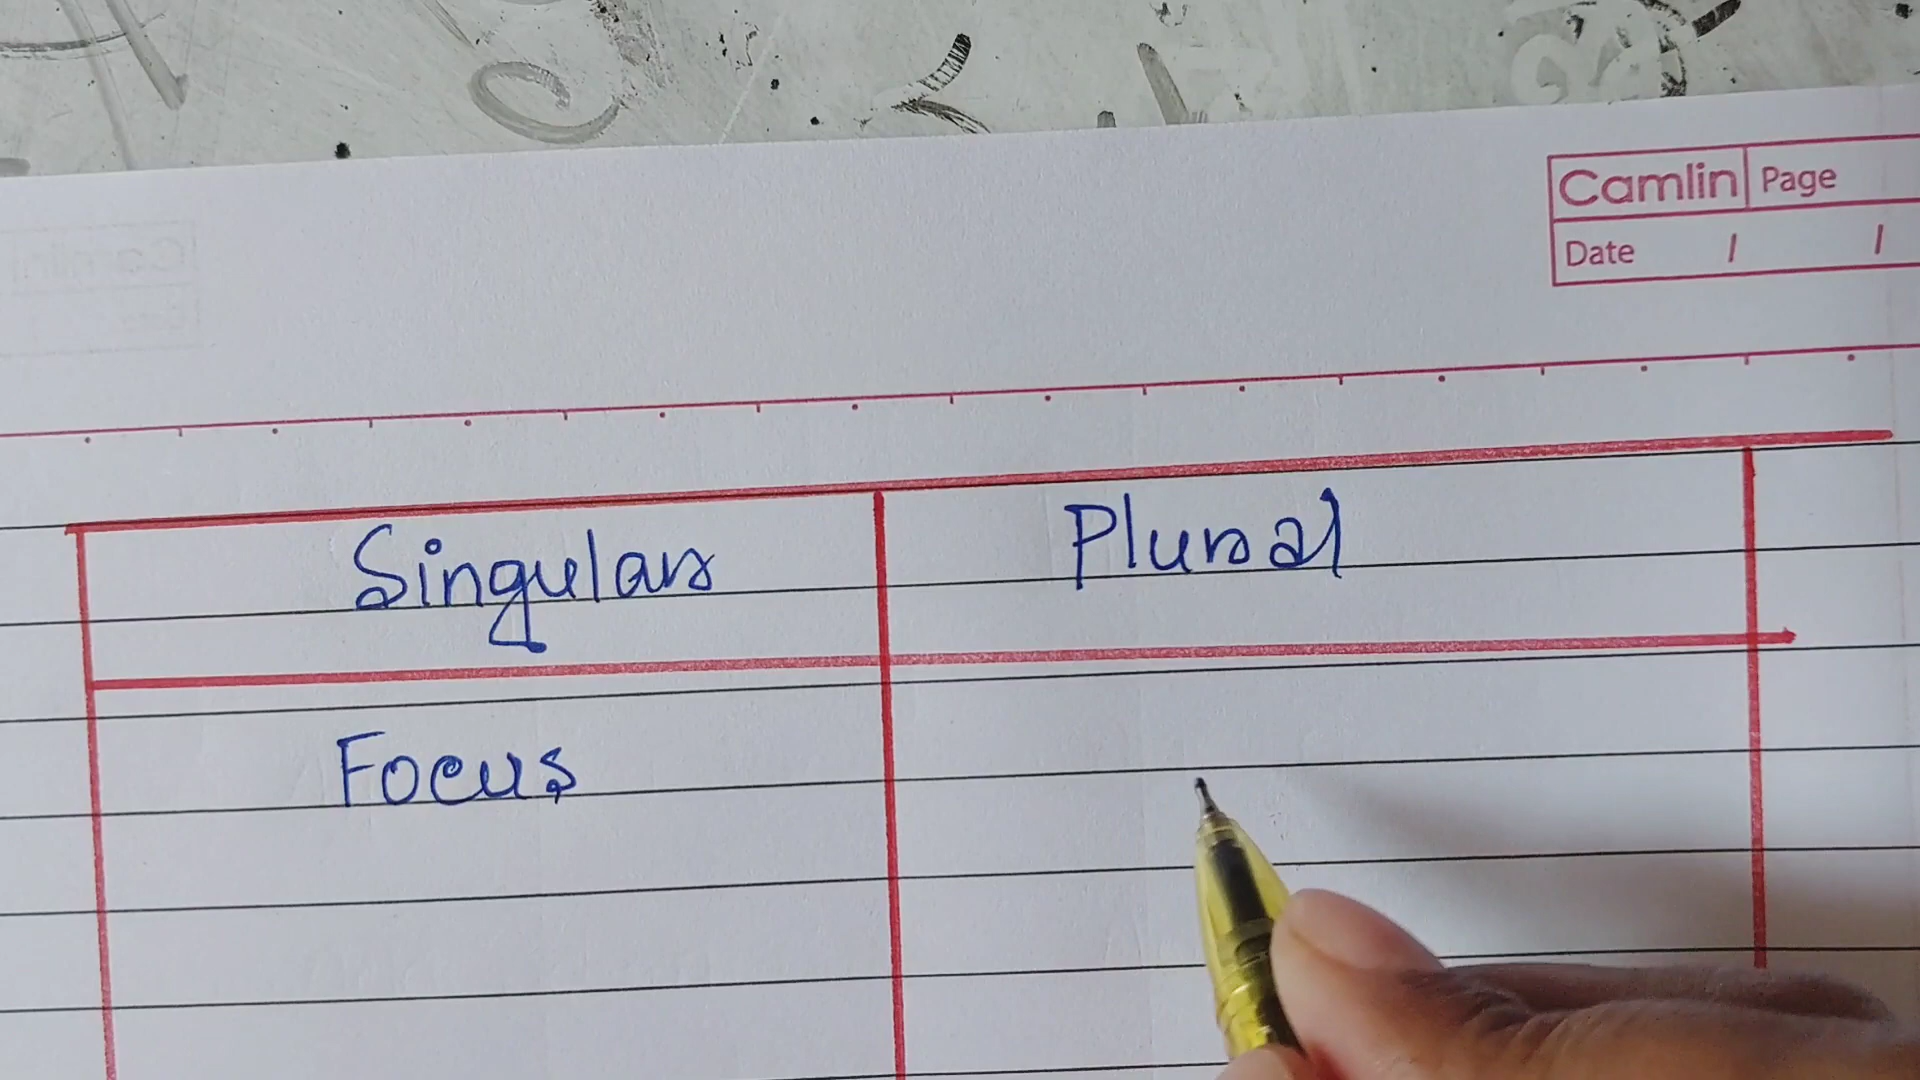 Camlin Page
Date / /
Singular Plural
Focus